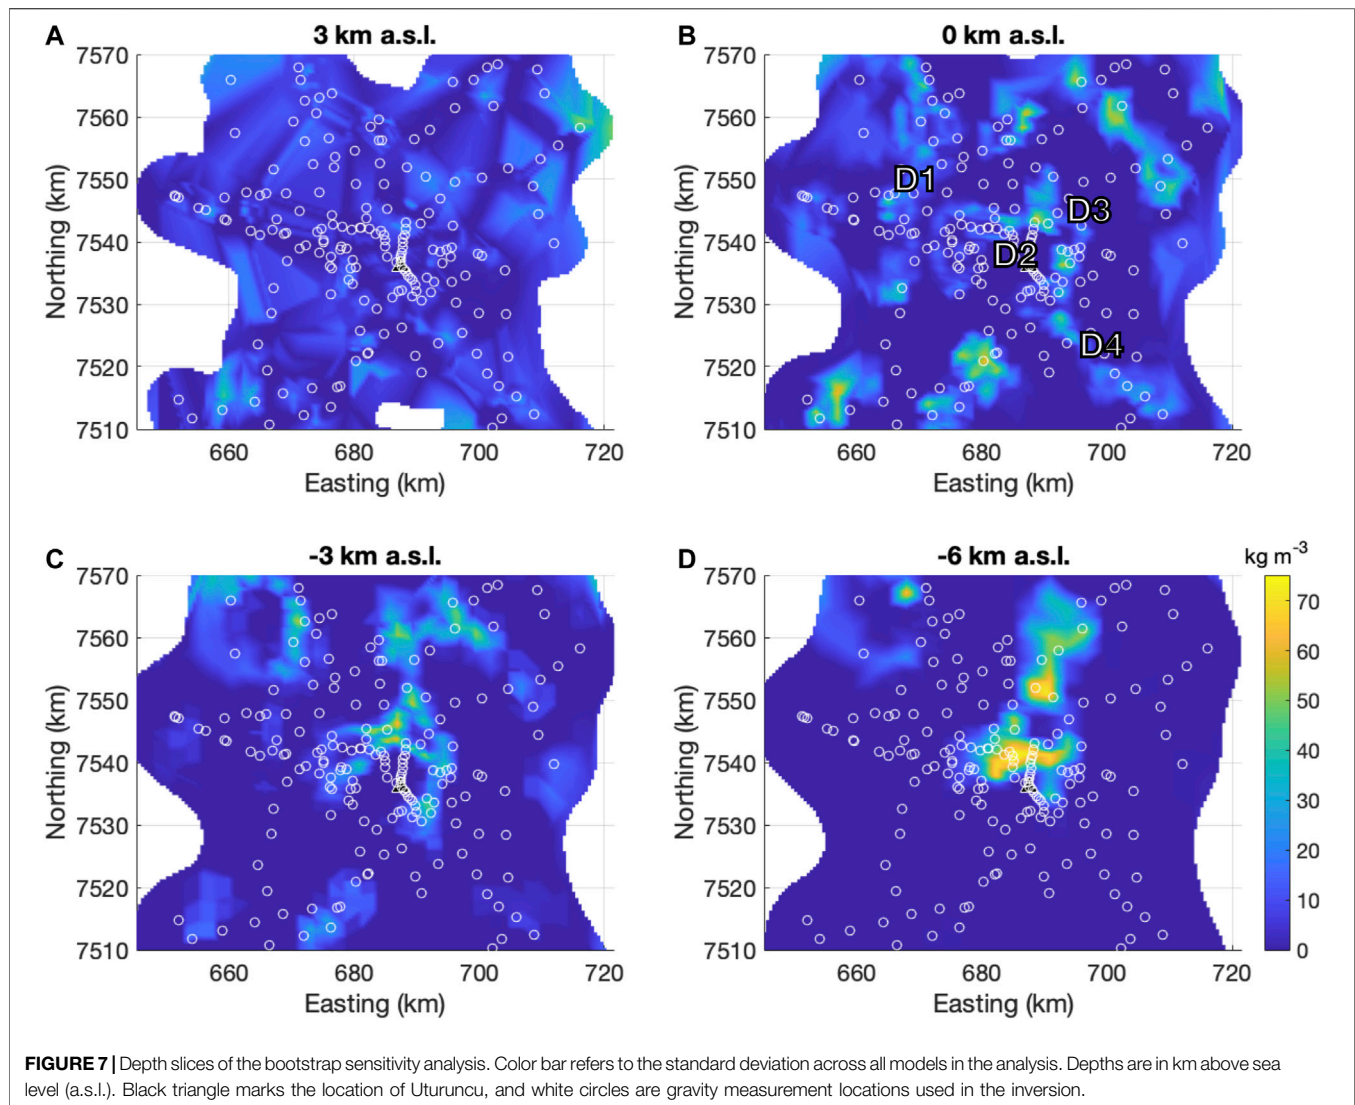 A
3 km a.s.l.
7570
7560
7550
7540
7530
7520
7510
Northing (km)
660
680
700
720
Easting (km)
B
0 km a.s.l.
7570
7560
7550
7540
7530
7520
7510
Northing (km)
D1
D3
D2
D4
660
680
700
720
Easting (km)
C
-3 km a.s.l.
7570
7560
7550
7540
7530
7520
7510
Northing (km)
660
680
700
720
Easting (km)
D
-6 km a.s.l.
7570
7560
7550
7540
7530
7520
7510
Northing (km)
660
680
700
720
Easting (km)
kg m⁻³
70
60
50
40
30
20
10
0
FIGURE 7 | Depth slices of the bootstrap sensitivity analysis. Color bar refers to the standard deviation across all models in the analysis. Depths are in km above sea
level (a.s.l.). Black triangle marks the location of Uturuncu, and white circles are gravity measurement locations used in the inversion.